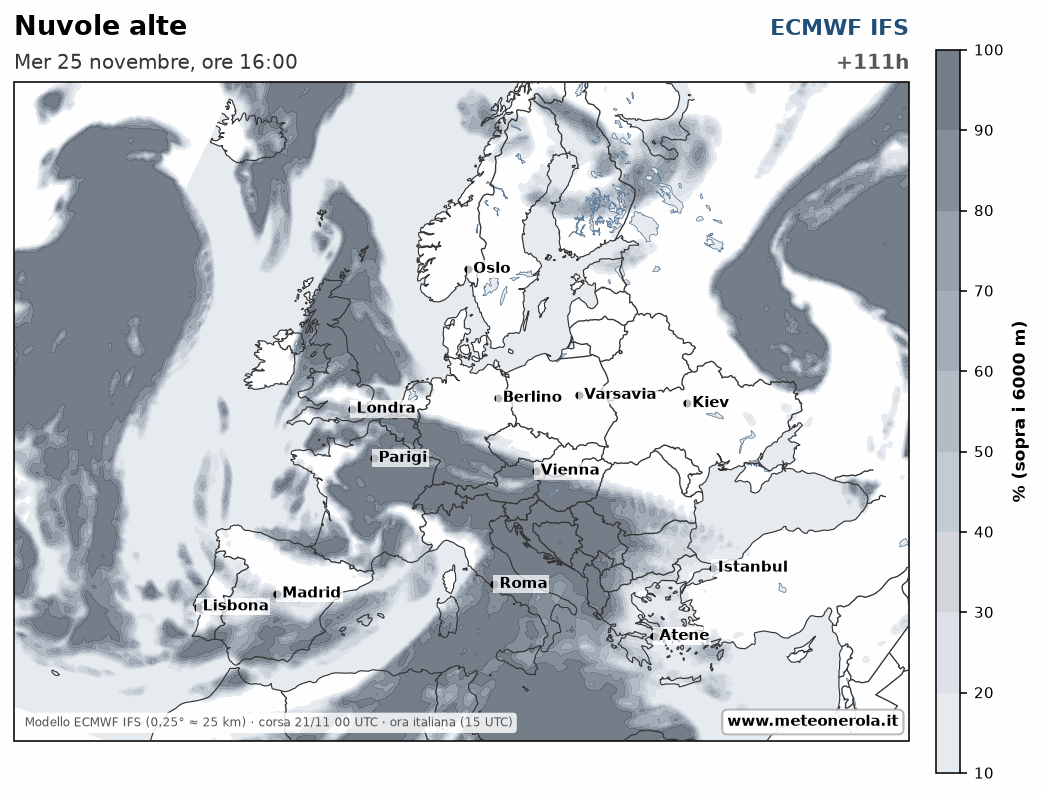 Nuvole alte
ECMWF IFS
Mer 25 novembre, ore 16:00
+111h
100
90
80
70
60
50
40
30
20
10
% (sopra i 6000 m)
Oslo
Londra
Berlino
Varsavia
Kiev
Parigi
Vienna
Istanbul
Roma
Madrid
Lisbona
Atene
Modello ECMWF IFS (0,25° ≈ 25 km) · corsa 21/11 00 UTC · ora italiana (15 UTC)
www.meteonerola.it